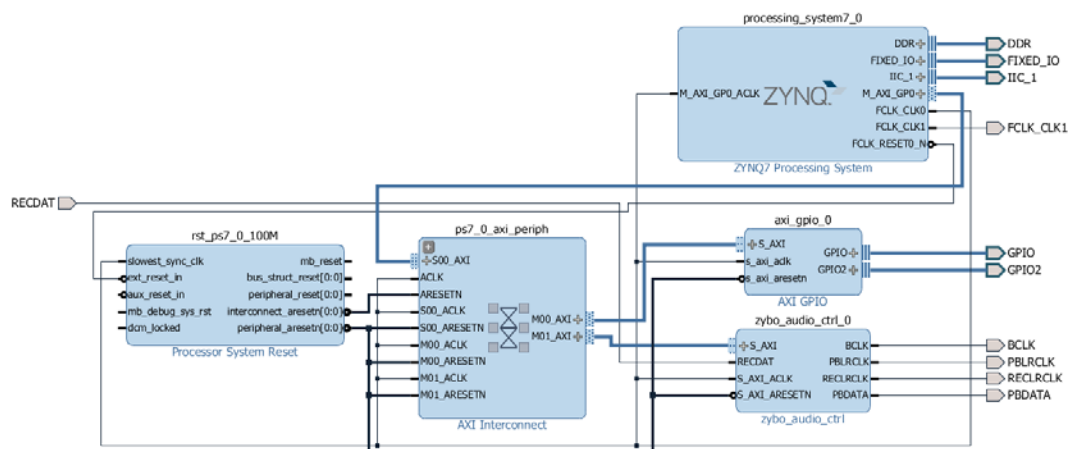 processing_system7_0
DDR
FIXED_IO
IIC_1
M_AXI_GP0_ACLK
ZYNQ.
M_AXI_GP0
FCLK_CLK0
FCLK_CLK1
FCLK_RESET0_N
ZYNQ7 Processing System
DDR
FIXED_IO
IIC_1
FCLK_CLK1
RECDAT
rst_ps7_0_100M
slowest_sync_clk
ext_reset_in
aux_reset_in
mb_debug_sys_rst
dcm_locked
mb_reset
bus_struct_reset[0:0]
peripheral_reset[0:0]
interconnect_aresetn[0:0]
peripheral_aresetn[0:0]
Processor System Reset
ps7_0_axi_periph
S00_AXI
ACLK
ARESETN
S00_ACLK
S00_ARESETN
M00_ACLK
M00_ARESETN
M01_ACLK
M01_ARESETN
M00_AXI
M01_AXI
AXI Interconnect
axi_gpio_0
S_AXI
s_axi_aclk
s_axi_aresetn
GPIO
GPIO2
AXI GPIO
GPIO
GPIO2
zybo_audio_ctrl_0
S_AXI
RECDAT
S_AXI_ACLK
S_AXI_ARESETN
BCLK
PBLRCLK
RECLRCLK
PBDATA
zybo_audio_ctrl
BCLK
PBLRCLK
RECLRCLK
PBDATA